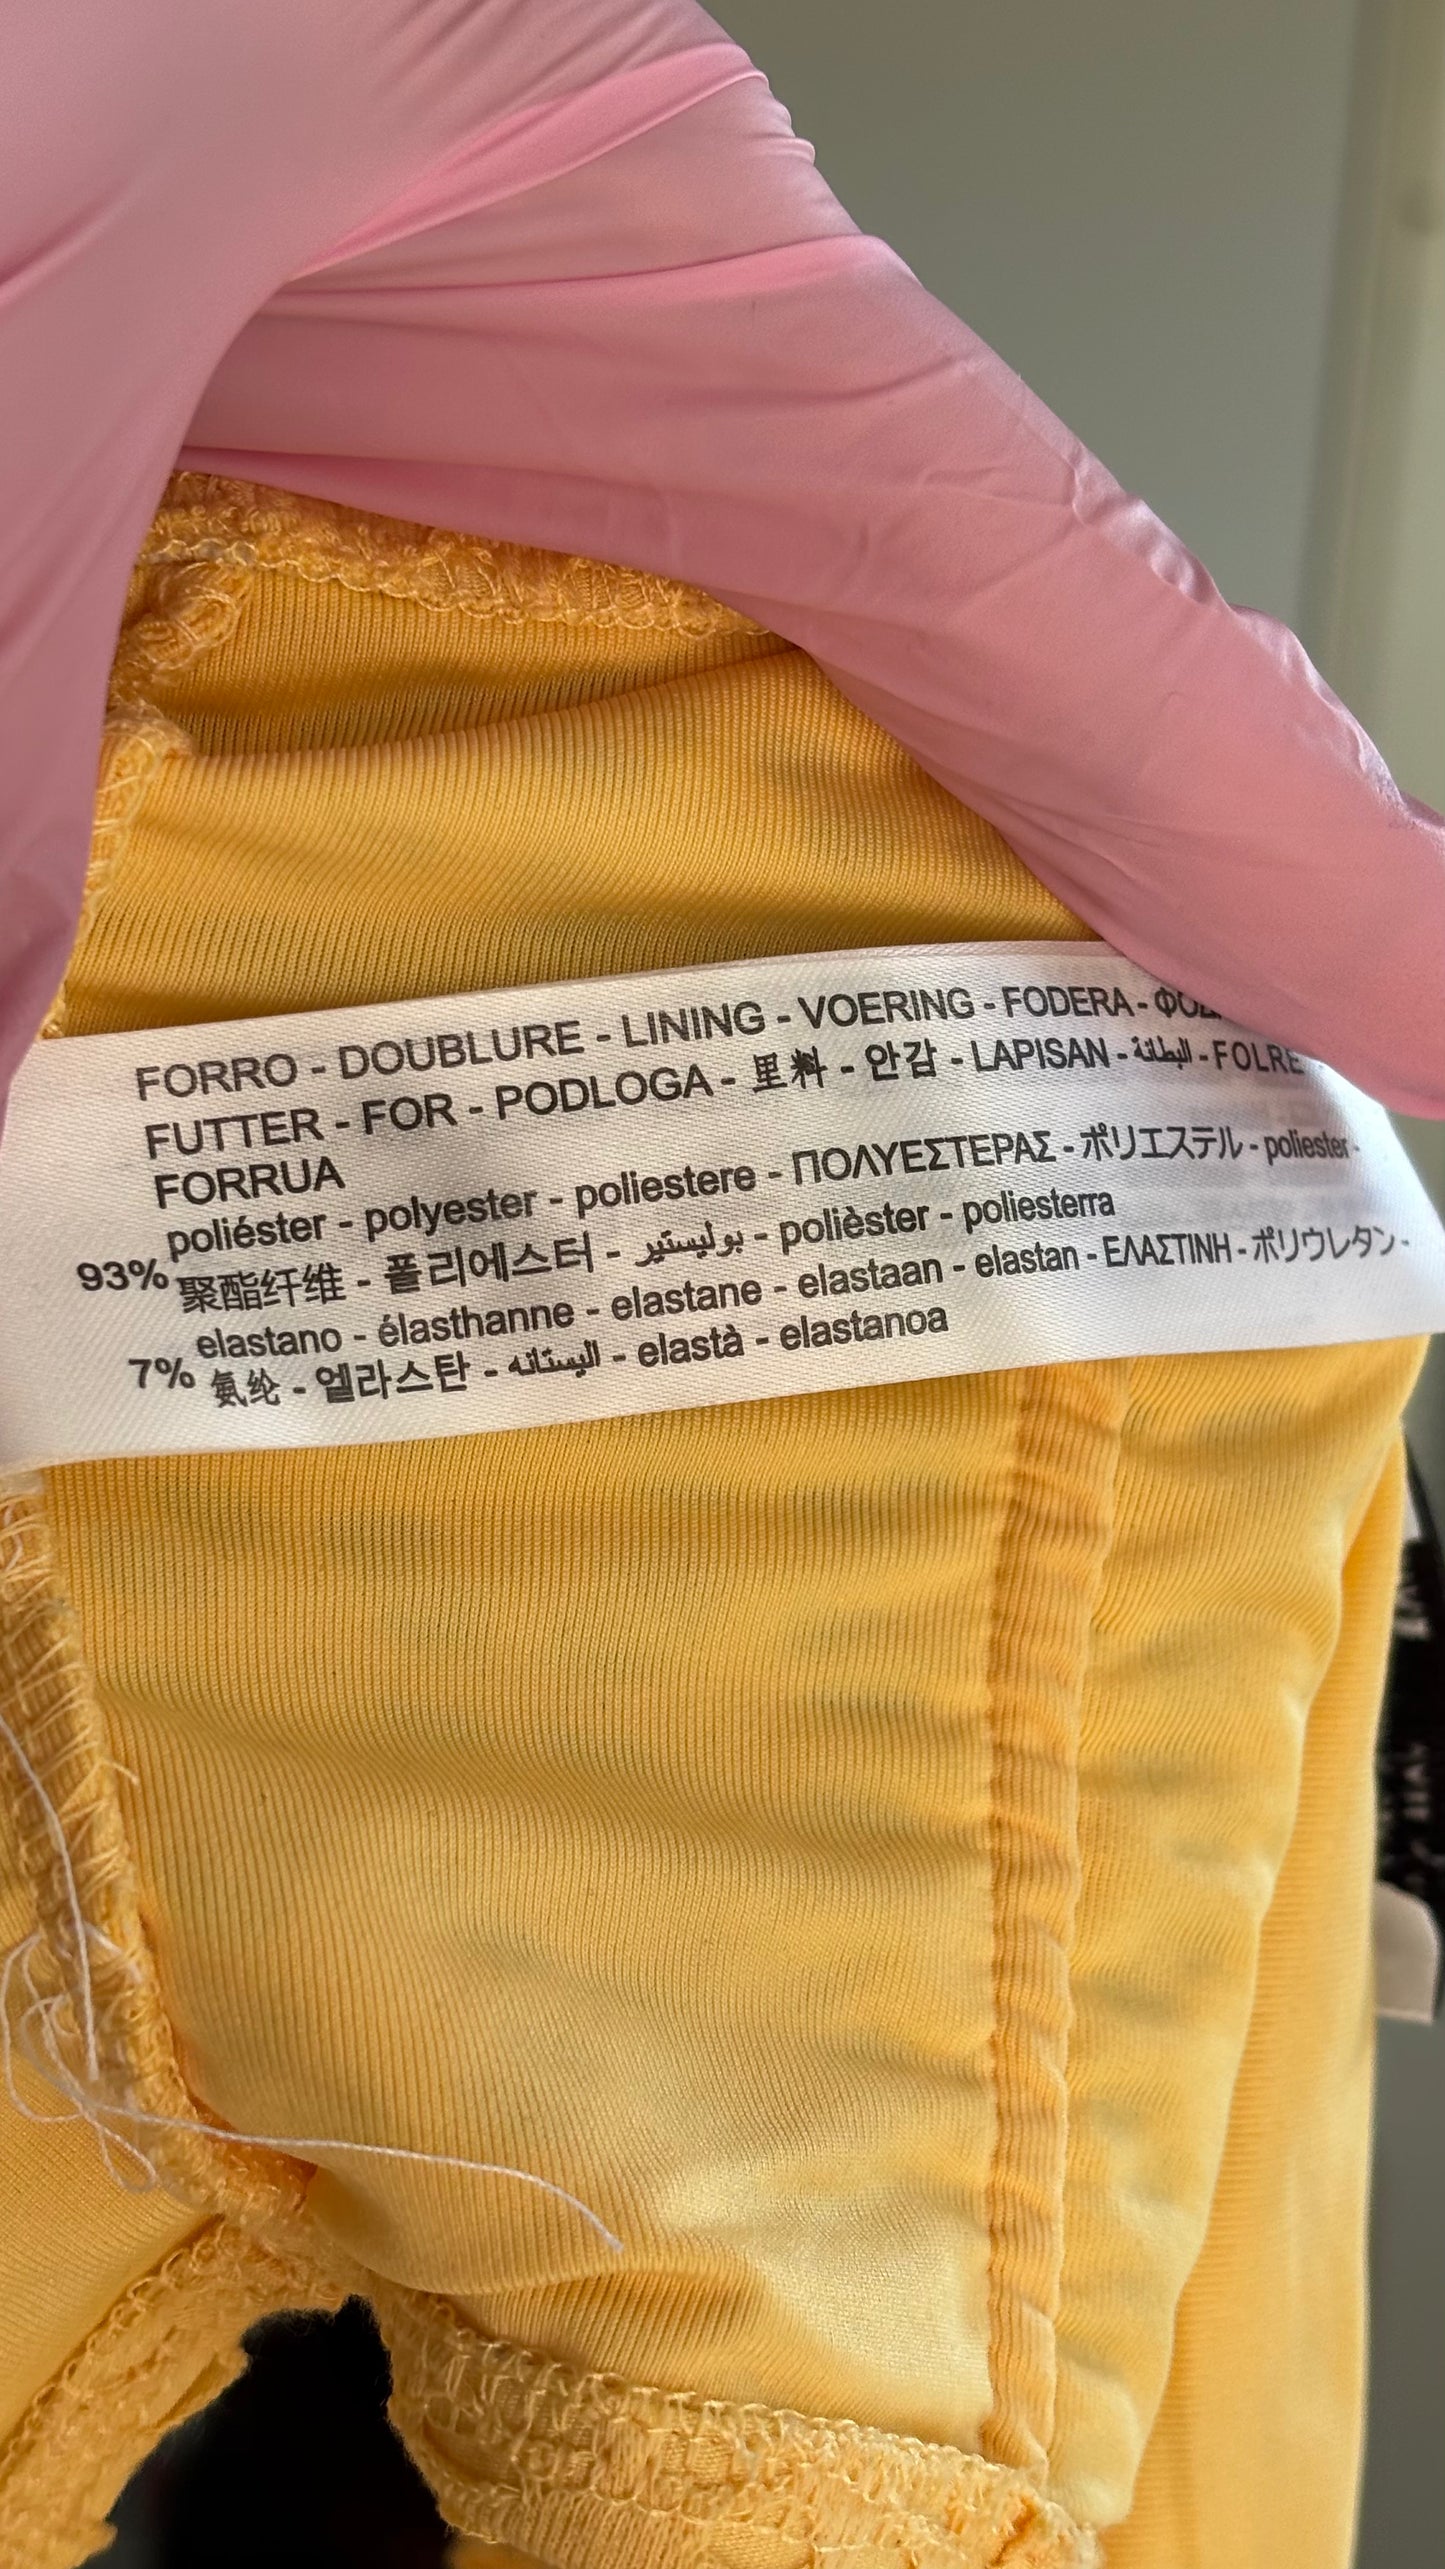 FORRO - DOUBLURE - LINING - VOERING - FODERA -
FUTTER - FOR - PODLOGA - 里料 - 안감 - LAPISAN - البطانة - FOLRE
FORRUA
poliéster - polyester - poliestere - ΠΟΛΥΕΣΤΕΡΑΣ - ポリエステル - poliester -
93% 聚酯纤维 - 폴리에스터 - بوليستير - polièster - poliesterra
elastano - élasthanne - elastane - elastaan - elastan - ΕΛΑΣΤΙΝΗ - ポリウレタン -
7% 氨纶 - 엘라스탄 - اليستانه - elastà - elastanoa